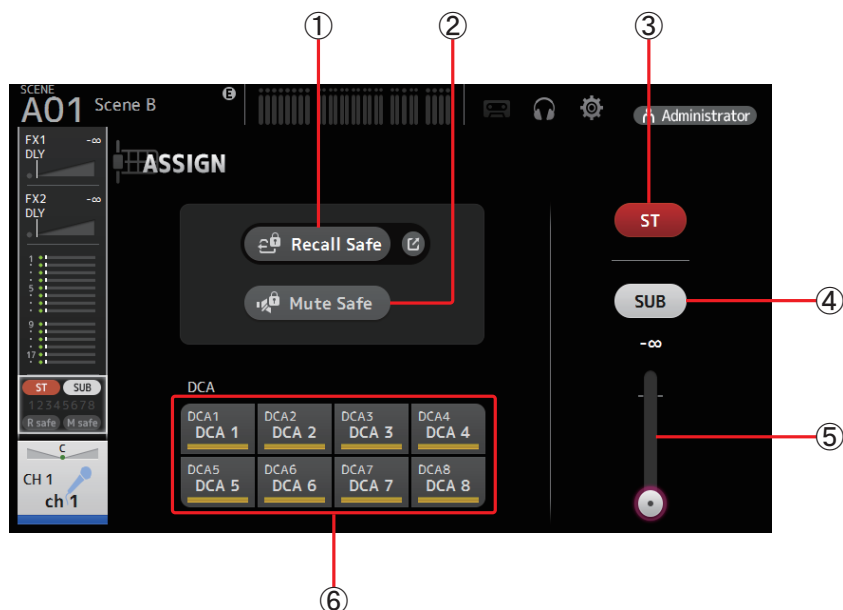 ① ② ③
SCENE
A01 Scene B E Administrator
FX1 -∞
DLY
ASSIGN
FX2 -∞
DLY
ST
Recall Safe
1
5
Mute Safe
SUB
④
-∞
9
17
ST SUB
DCA
12345678
R safe M safe
DCA1 DCA2 DCA3 DCA4
DCA 1 DCA 2 DCA 3 DCA 4
⑤
C
CH 1
ch 1
DCA5 DCA6 DCA7 DCA8
DCA 5 DCA 6 DCA 7 DCA 8
⑥